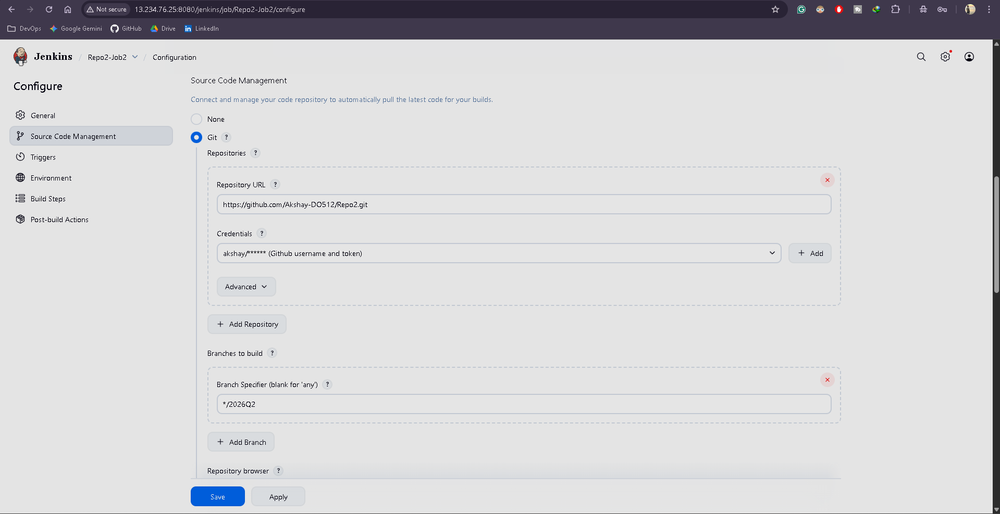 Not secure 13.234.76.25:8080/jenkins/job/Repo2-Job2/configure
DevOps Google Gemini GitHub Drive LinkedIn
Jenkins / Repo2-Job2 / Configuration
Configure
General
Source Code Management
Triggers
Environment
Build Steps
Post-build Actions
Source Code Management
Connect and manage your code repository to automatically pull the latest code for your builds.
None
Git ?
Repositories ?
Repository URL ?
https://github.com/Akshay-DO512/Repo2.git
Credentials ?
akshay/****** (Github username and token)
+ Add
Advanced
+ Add Repository
Branches to build ?
Branch Specifier (blank for 'any') ?
*/2026Q2
+ Add Branch
Repository browser ?
Save Apply